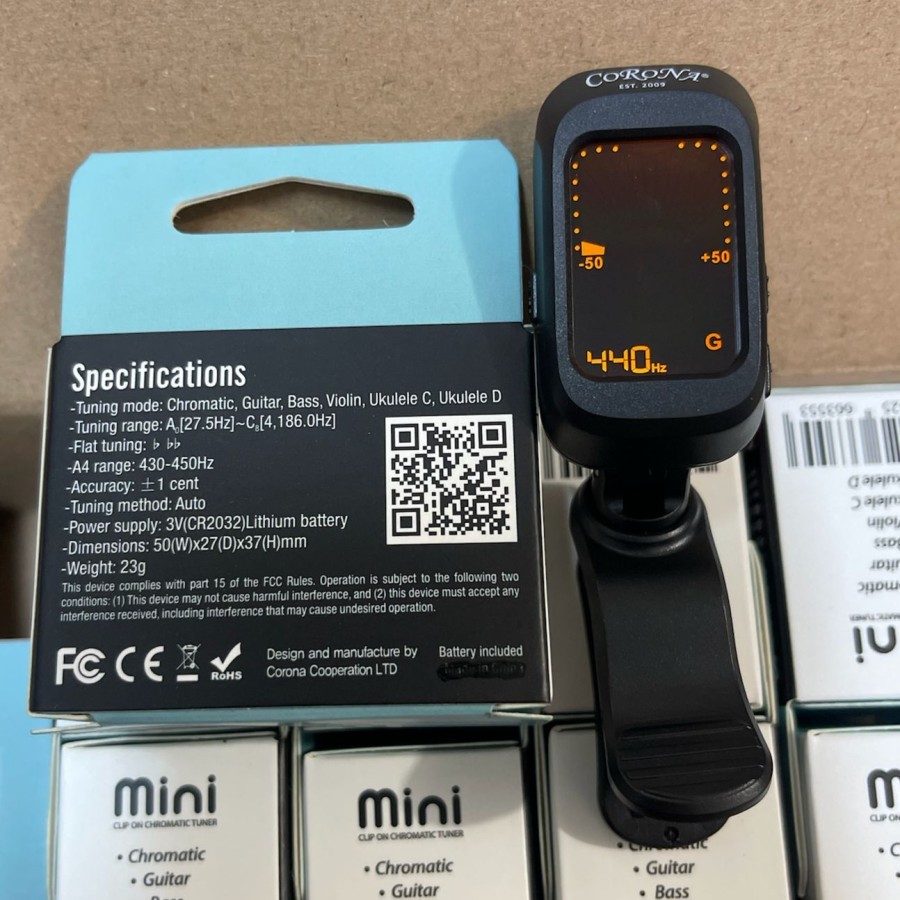 CORONA®
EST. 2009
-50
+50
G
440Hz
Specifications
-Tuning mode: Chromatic, Guitar, Bass, Violin, Ukulele C, Ukulele D
-Tuning range: A₀[27.5Hz]~C₈[4,186.0Hz]
-Flat tuning: ♭ ♭♭
-A4 range: 430-450Hz
-Accuracy: ±1 cent
-Tuning method: Auto
-Power supply: 3V(CR2032)Lithium battery
-Dimensions: 50(W)x27(D)x37(H)mm
-Weight: 23g
This device complies with part 15 of the FCC Rules. Operation is subject to the following two
conditions: (1) This device may not cause harmful interference, and (2) this device must accept any
interference received, including interference that may cause undesired operation.
FC CE RoHS
Design and manufacture by
Corona Cooperation LTD
Battery included
mini
CLIP ON CHROMATIC TUNER
• Chromatic
• Guitar
mini
CLIP ON CHROMATIC TUNER
• Chromatic
• Guitar
• Guitar
• Bass
663553